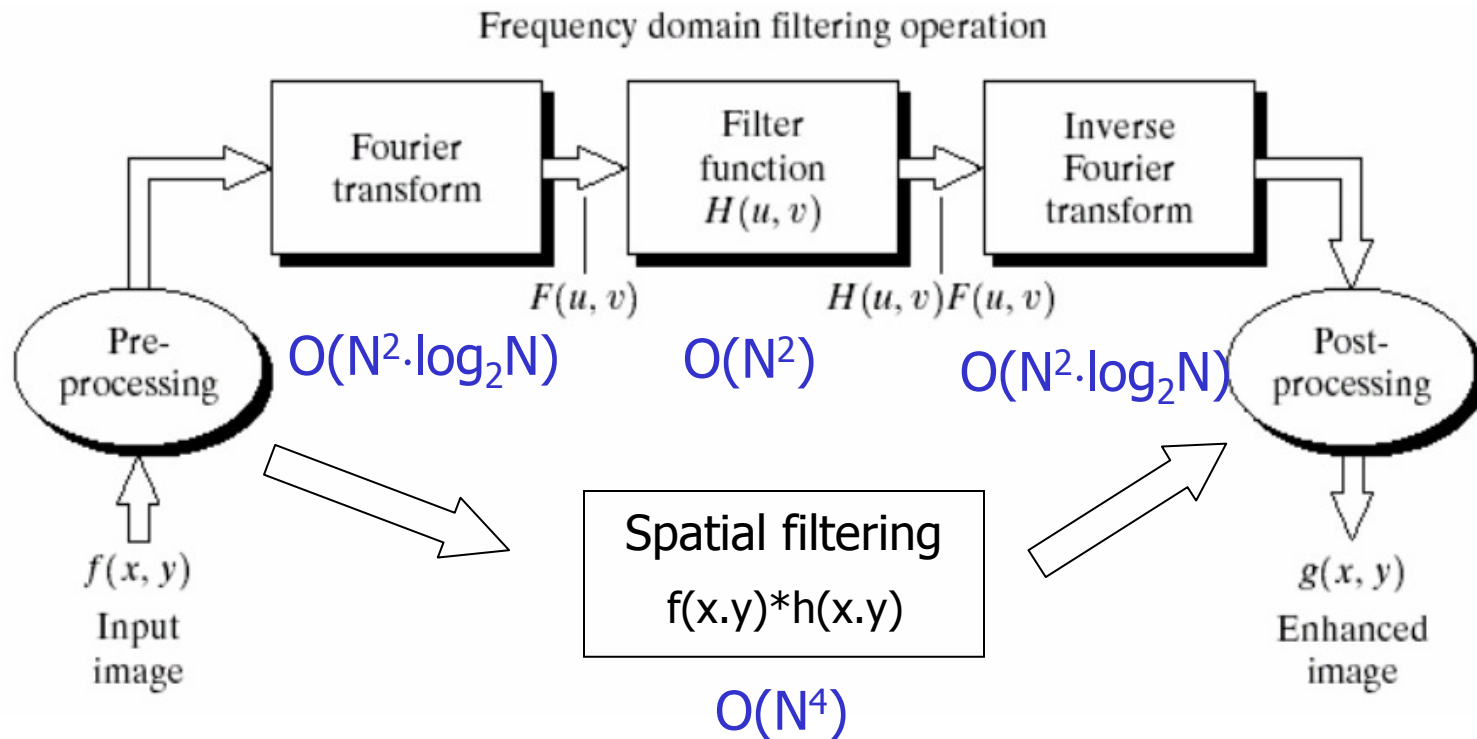 Frequency domain filtering operation
Fourier
transform
Filter
function
H(u, v)
Inverse
Fourier
transform
F(u, v)
H(u, v)F(u, v)
Pre-
processing
O(N²·log₂N)
O(N²)
O(N²·log₂N)
Post-
processing
f(x, y)
Input
image
Spatial filtering
f(x.y)*h(x.y)
O(N⁴)
g(x, y)
Enhanced
image